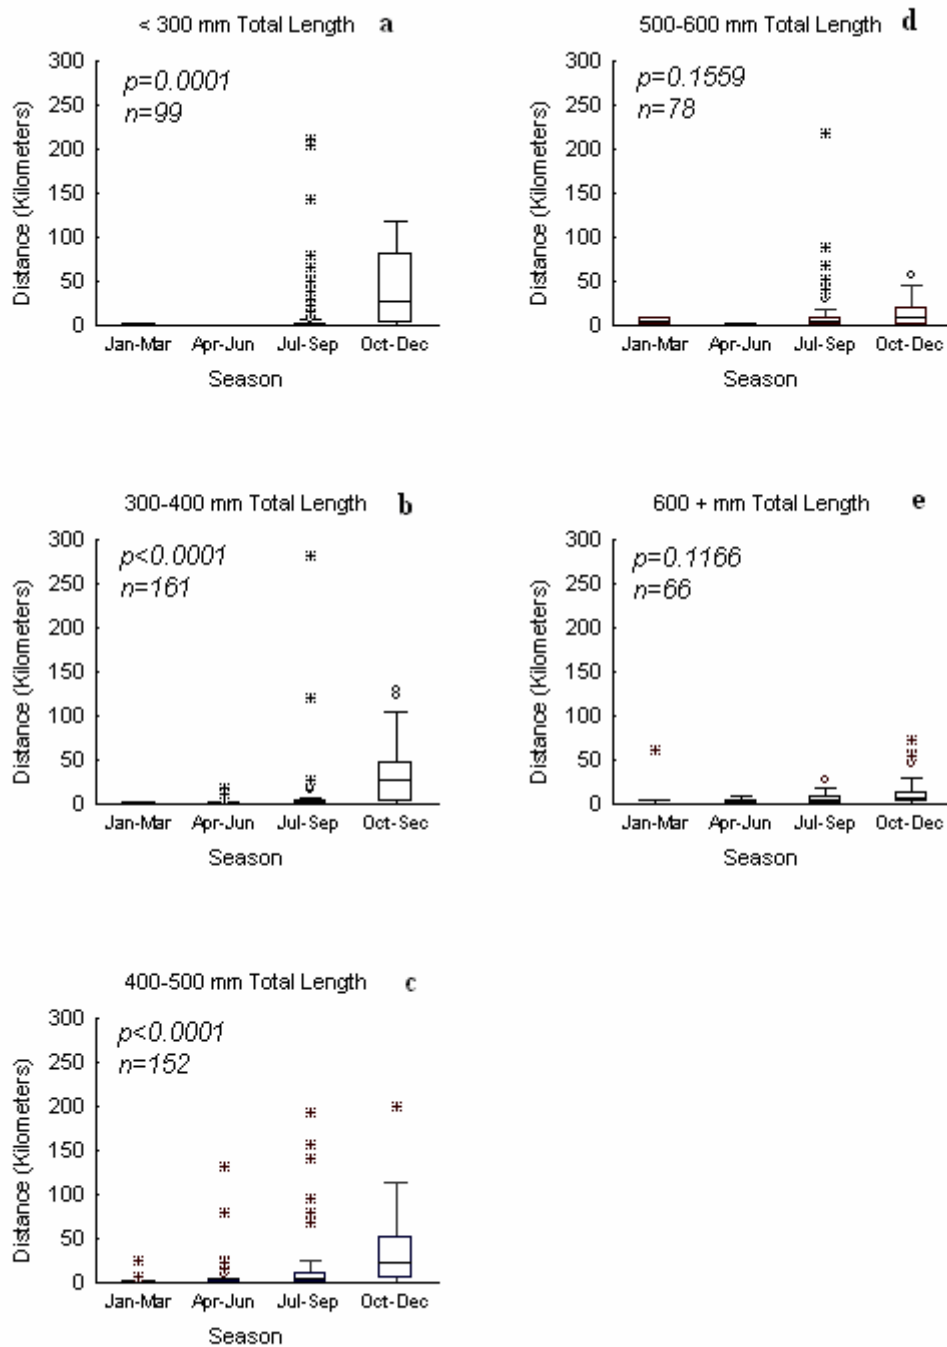 < 300 mm Total Length a
p=0.0001
n=99
300
250
200
150
100
50
0
Distance (Kilometers)
Jan-Mar Apr-Jun Jul-Sep Oct-Dec
Season
500-600 mm Total Length d
p=0.1559
n=78
300
250
200
150
100
50
0
Distance (Kilometers)
Jan-Mar Apr-Jun Jul-Sep Oct-Dec
Season
300-400 mm Total Length b
p<0.0001
n=161
300
250
200
150
100
50
0
Distance (Kilometers)
Jan-Mar Apr-Jun Jul-Sep Oct-Sec
Season
600 + mm Total Length e
p=0.1166
n=66
300
250
200
150
100
50
0
Distance (Kilometers)
Jan-Mar Apr-Jun Jul-Sep Oct-Dec
Season
400-500 mm Total Length c
p<0.0001
n=152
300
250
200
150
100
50
0
Distance (Kilometers)
Jan-Mar Apr-Jun Jul-Sep Oct-Dec
Season